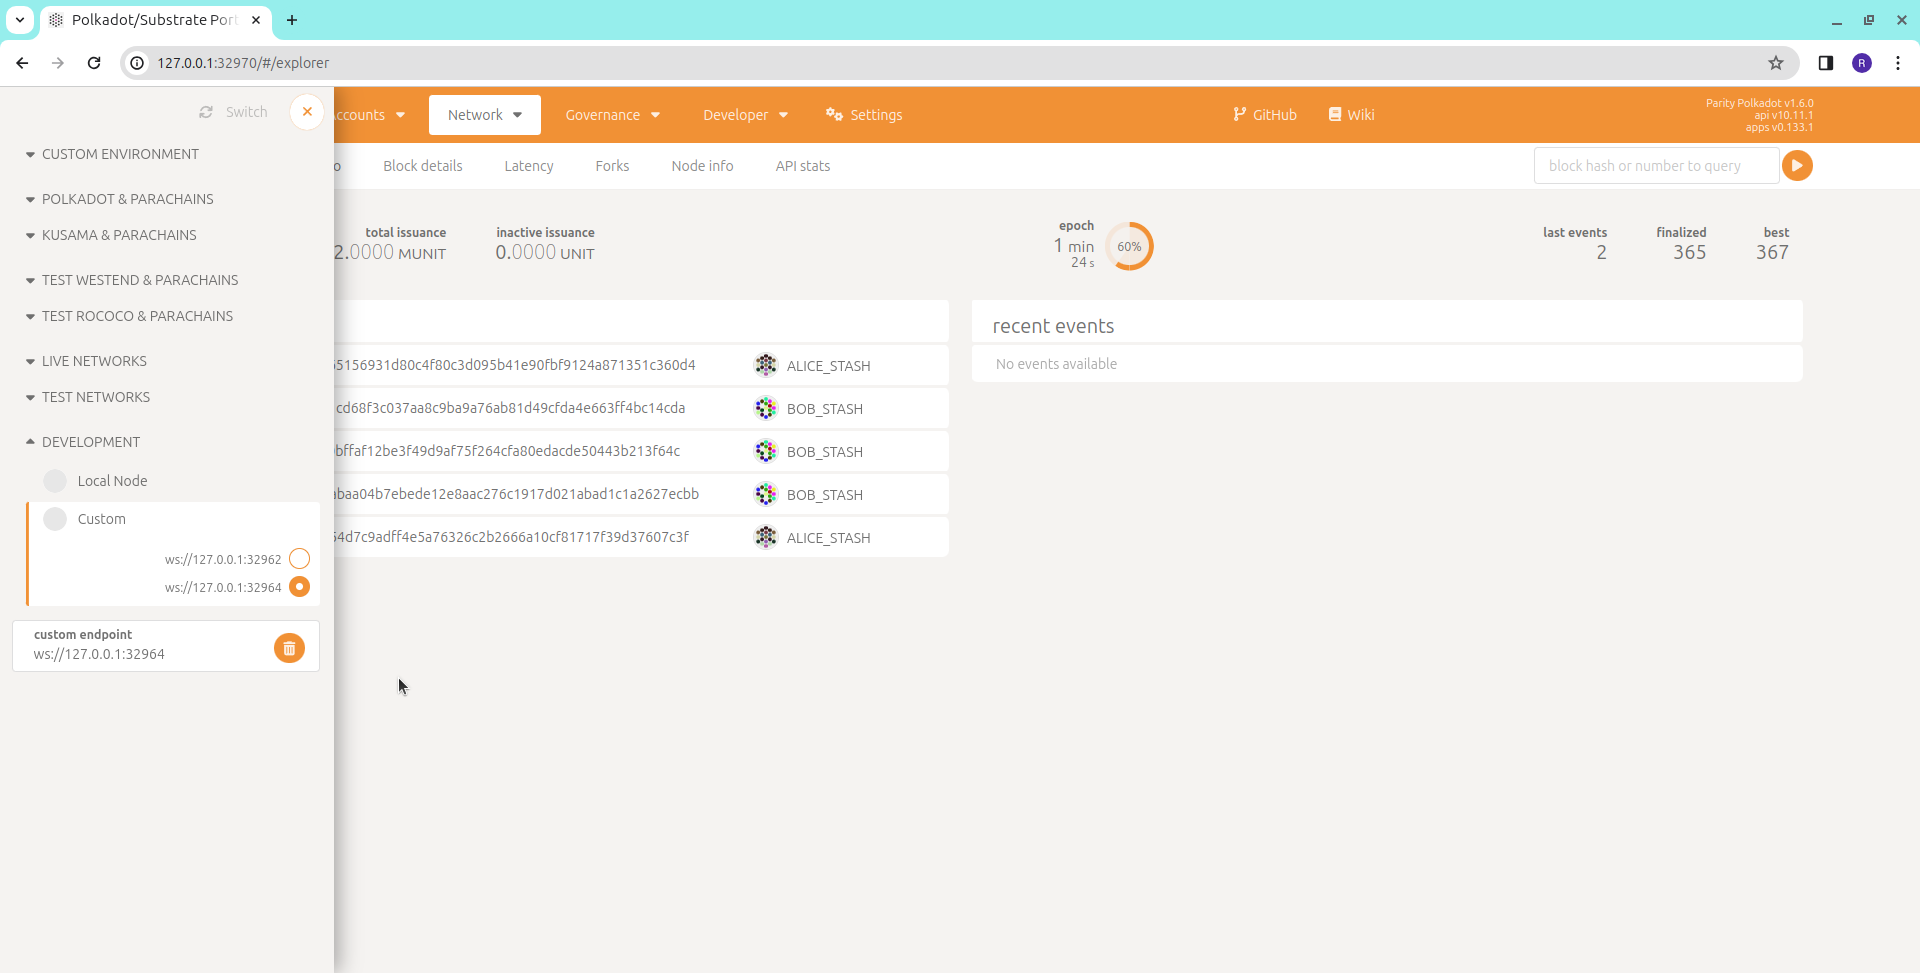 Polkadot/Substrate Port
127.0.0.1:32970/#/explorer
R
Switch
CUSTOM ENVIRONMENT
POLKADOT & PARACHAINS
KUSAMA & PARACHAINS
TEST WESTEND & PARACHAINS
TEST ROCOCO & PARACHAINS
LIVE NETWORKS
TEST NETWORKS
DEVELOPMENT
Local Node
Custom
ws://127.0.0.1:32962
ws://127.0.0.1:32964
custom endpoint
ws://127.0.0.1:32964
ccounts
Network
Governance
Developer
Settings
GitHub
Wiki
Parity Polkadot v1.6.0
api v10.11.1
apps v0.133.1
o
Block details
Latency
Forks
Node info
API stats
block hash or number to query
total issuance
2.0000 MUNIT
inactive issuance
0.0000 UNIT
epoch
1 min
24 s
60%
last events
2
finalized
365
best
367
5156931d80c4f80c3d095b41e90fbf9124a871351c360d4
ALICE_STASH
cd68f3c037aa8c9ba9a76ab81d49cfda4e663ff4bc14cda
BOB_STASH
bffaf12be3f49d9af75f264cfa80edacde50443b213f64c
BOB_STASH
abaa04b7ebede12e8aac276c1917d021abad1c1a2627ecbb
BOB_STASH
54d7c9adff4e5a76326c2b2666a10cf81717f39d37607c3f
ALICE_STASH
recent events
No events available